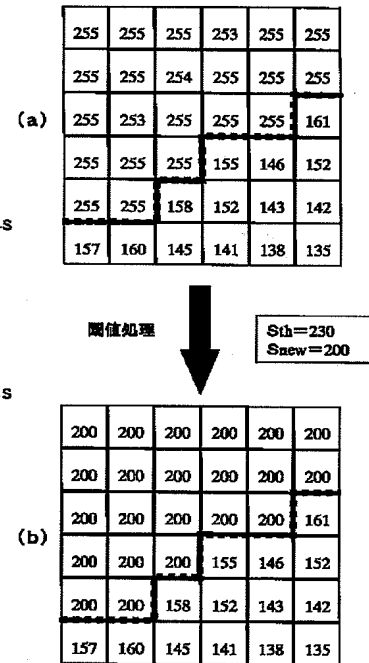 255 255 255 253 255 255
255 255 254 255 255 255
(a)
255 253 255 255 255 161
255 255 255 155 146 152
255 255 158 152 143 142
s
157 160 145 141 138 135
閾値処理
Sth=230
Snew=200
s
200 200 200 200 200 200
200 200 200 200 200 200
200 200 200 200 200 161
(b)
200 200 200 155 146 152
200 200 158 152 143 142
157 160 145 141 138 135